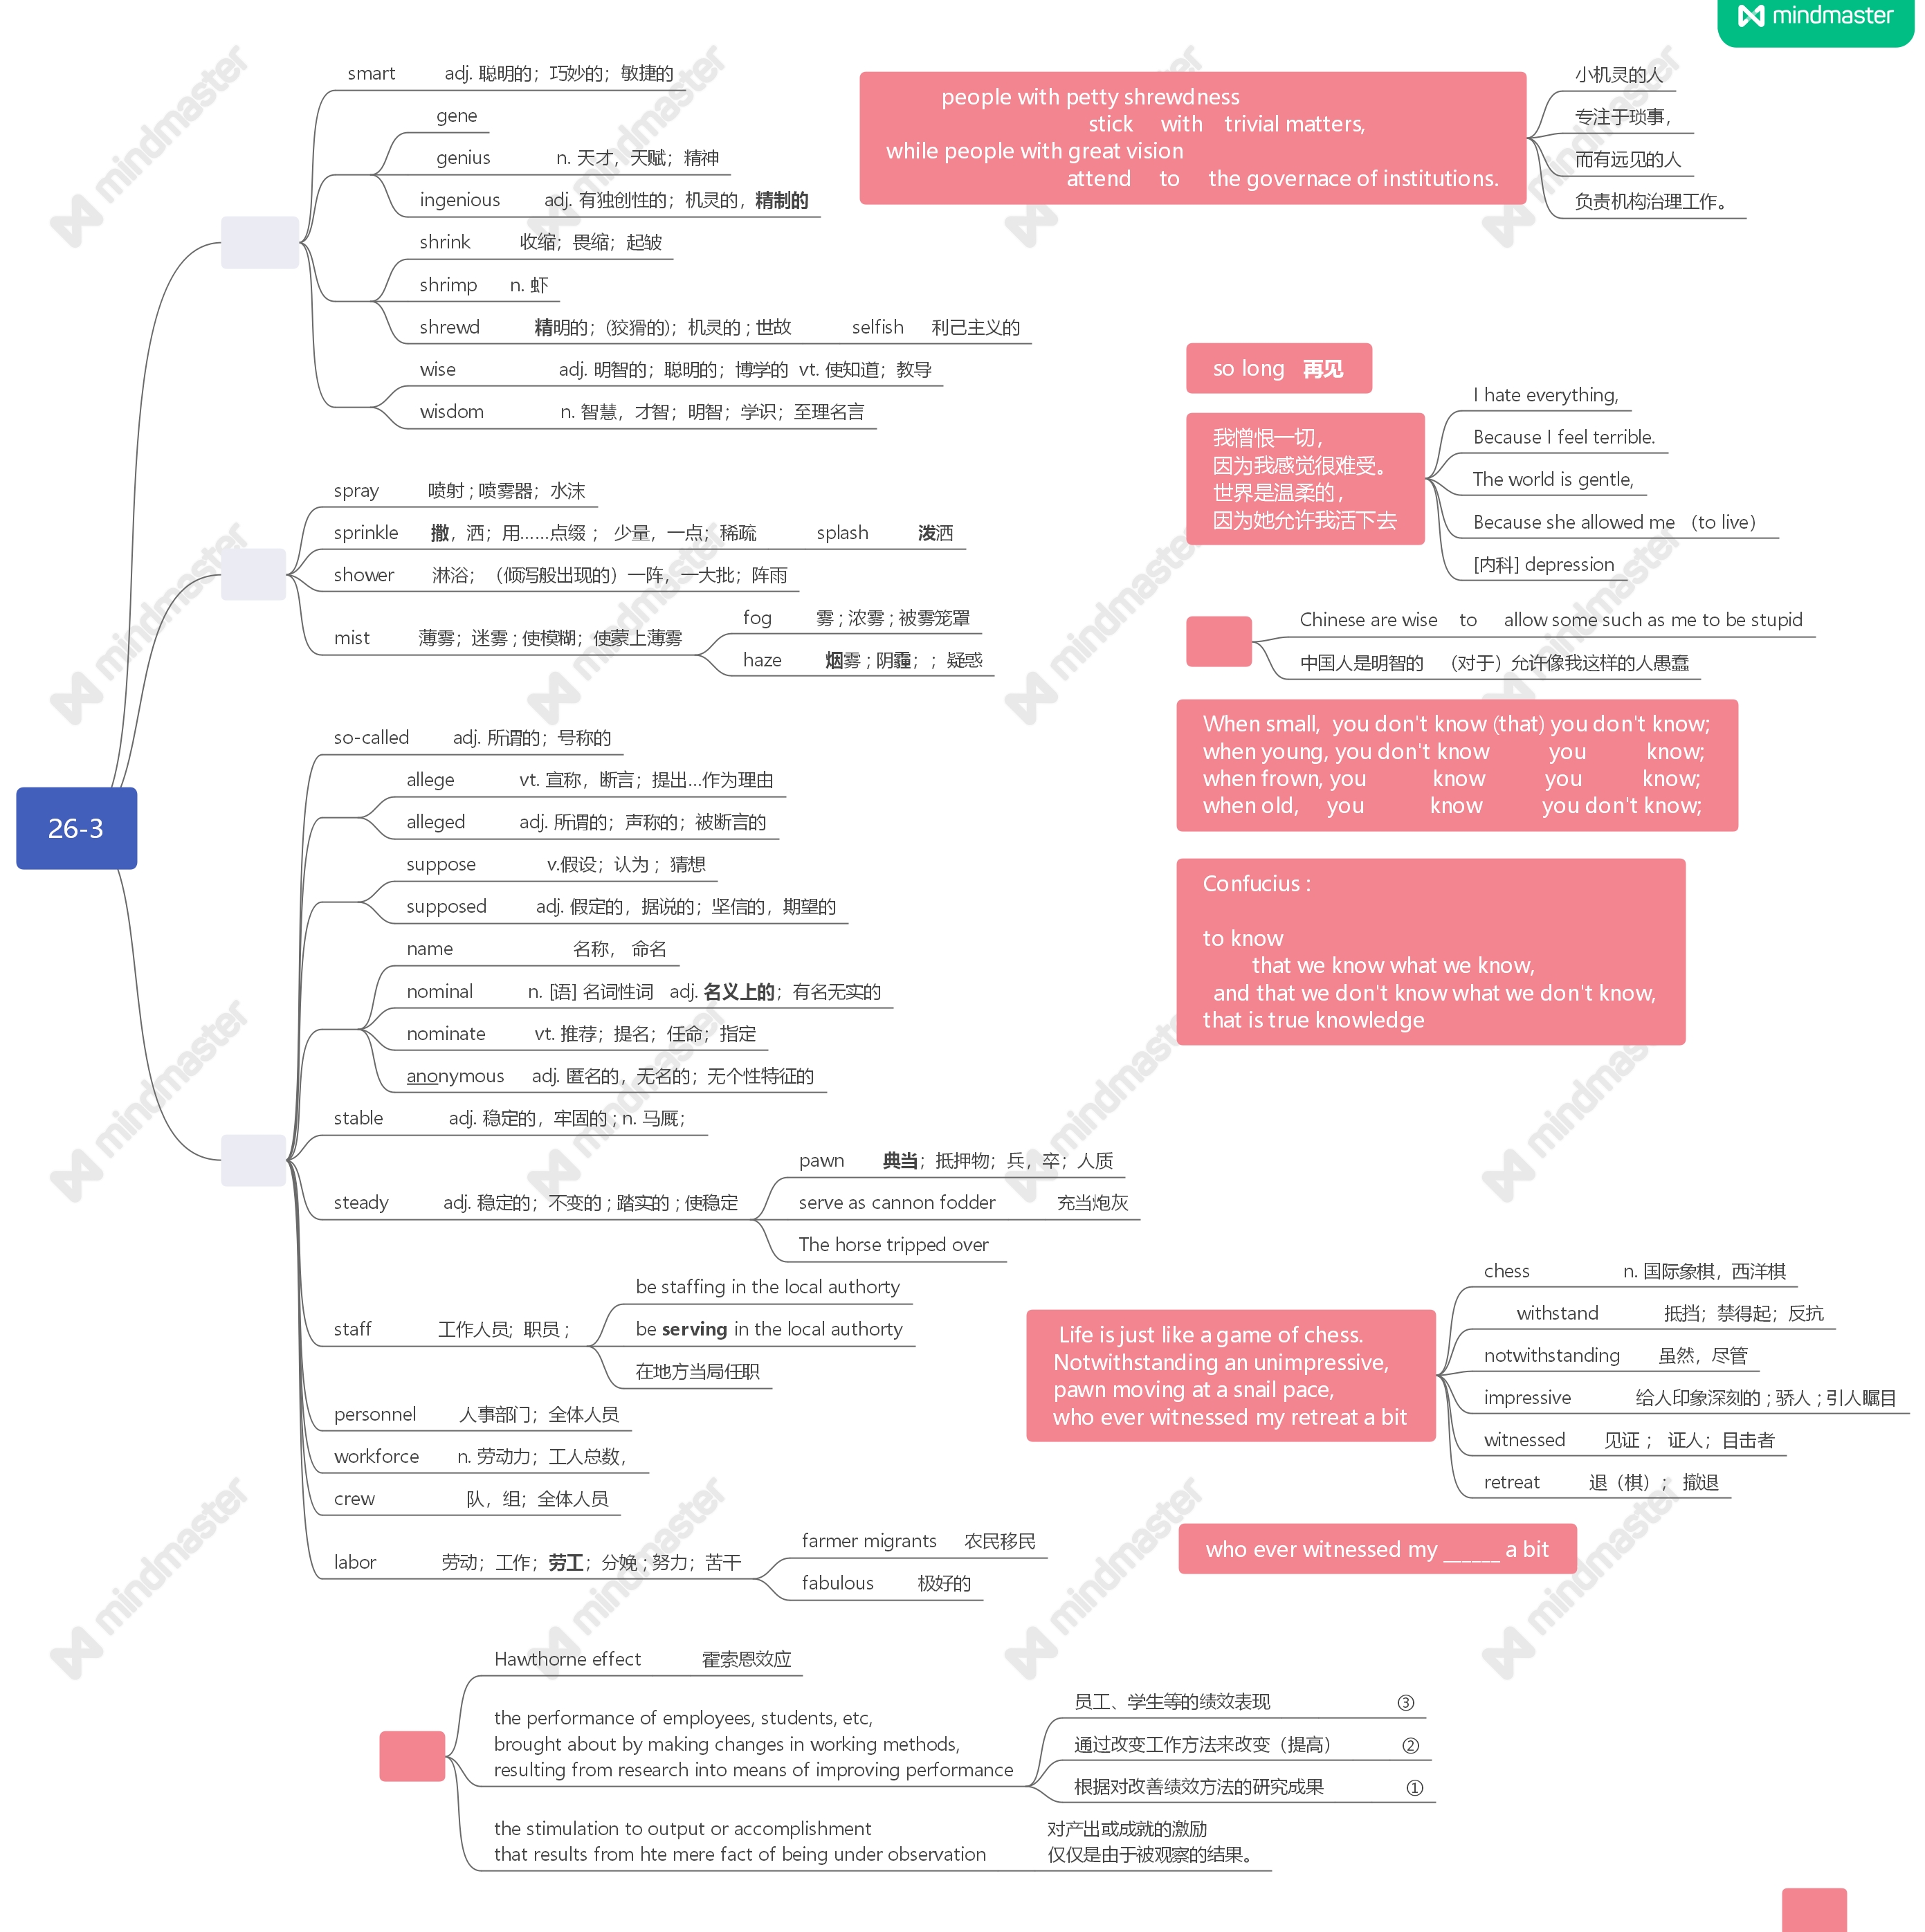 mindmaster
26-3
smart adj. 聪明的；巧妙的；敏捷的
gene
genius n. 天才，天赋；精神
ingenious adj. 有独创性的；机灵的，精制的
shrink 收缩；畏缩；起皱
shrimp n. 虾
shrewd 精明的；(狡猾的)；机灵的 ; 世故 selfish 利己主义的
wise adj. 明智的；聪明的；博学的 vt. 使知道；教导
wisdom n. 智慧，才智；明智；学识；至理名言
spray 喷射 ; 喷雾器；水沫
sprinkle 撒，洒；用……点缀； 少量，一点；稀疏 splash 泼洒
shower 淋浴；（倾泻般出现的）一阵，一大批；阵雨
mist 薄雾；迷雾 ; 使模糊；使蒙上薄雾
fog 雾 ; 浓雾 ; 被雾笼罩
haze 烟雾 ; 阴霾；；疑惑
so-called adj. 所谓的；号称的
allege vt. 宣称，断言；提出...作为理由
alleged adj. 所谓的；声称的；被断言的
suppose v.假设；认为； 猜想
supposed adj. 假定的，据说的；坚信的，期望的
name 名称， 命名
nominal n. [语] 名词性词 adj. 名义上的；有名无实的
nominate vt. 推荐；提名；任命；指定
anonymous adj. 匿名的，无名的；无个性特征的
stable adj. 稳定的，牢固的 ; n. 马厩；
steady adj. 稳定的；不变的 ; 踏实的 ; 使稳定
pawn 典当；抵押物；兵，卒；人质
serve as cannon fodder 充当炮灰
The horse tripped over
staff 工作人员；职员；
be staffing in the local authorty
be serving in the local authorty
在地方当局任职
personnel 人事部门；全体人员
workforce n. 劳动力；工人总数，
crew 队，组；全体人员
labor 劳动；工作；劳工；分娩 ; 努力；苦干
farmer migrants 农民移民
fabulous 极好的
people with petty shrewdness
stick with trivial matters,
while people with great vision
attend to the governace of institutions.
小机灵的人
专注于琐事，
而有远见的人
负责机构治理工作。
so long 再见
我憎恨一切，
因为我感觉很难受。
世界是温柔的，
因为她允许我活下去
I hate everything,
Because I feel terrible.
The world is gentle,
Because she allowed me （to live）
[内科] depression
Chinese are wise to allow some such as me to be stupid
中国人是明智的 （对于）允许像我这样的人愚蠢
When small, you don't know (that) you don't know;
when young, you don't know you know;
when frown, you know you know;
when old, you know you don't know;
Confucius :
to know
that we know what we know,
and that we don't know what we don't know,
that is true knowledge
Life is just like a game of chess.
Notwithstanding an unimpressive,
pawn moving at a snail pace,
who ever witnessed my retreat a bit
chess n. 国际象棋，西洋棋
withstand 抵挡；禁得起；反抗
notwithstanding 虽然，尽管
impressive 给人印象深刻的 ; 骄人 ; 引人瞩目
witnessed 见证； 证人；目击者
retreat 退（棋）； 撤退
who ever witnessed my ______ a bit
Hawthorne effect 霍索恩效应
the performance of employees, students, etc,
brought about by making changes in working methods,
resulting from research into means of improving performance
员工、学生等的绩效表现 ③
通过改变工作方法来改变（提高） ②
根据对改善绩效方法的研究成果 ①
the stimulation to output or accomplishment
that results from hte mere fact of being under observation
对产出或成就的激励
仅仅是由于被观察的结果。